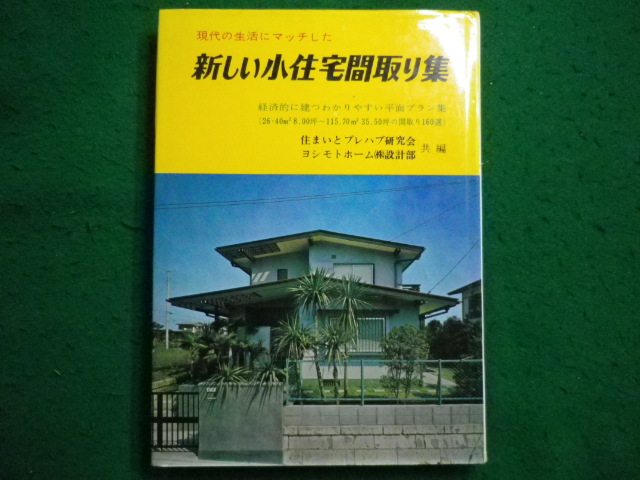 現代の生活にマッチした
新しい小住宅間取り集
経済的に建つわかりやすい平面プラン集
(26・40m² 8.00坪～115.70m² 35.50坪の間取り160選)
住まいとプレハブ研究会
ヨシモトホーム㈱設計部 共編